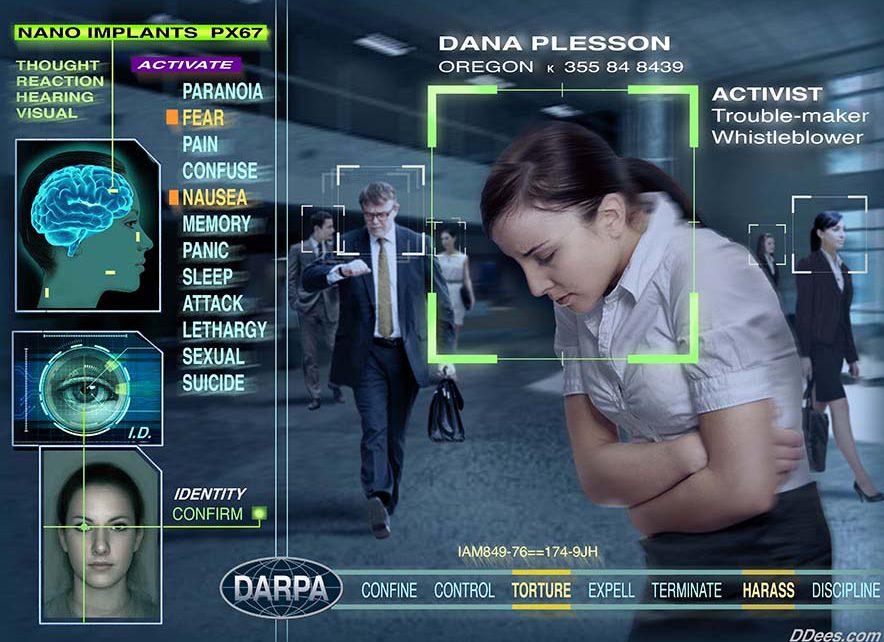 NANO IMPLANTS PX67
THOUGHT
REACTION
HEARING
VISUAL
ACTIVATE
PARANOIA
FEAR
PAIN
CONFUSE
NAUSEA
MEMORY
PANIC
SLEEP
ATTACK
LETHARGY
SEXUAL
SUICIDE
I.D.
IDENTITY
CONFIRM
DANA PLESSON
OREGON K 355 84 8439
ACTIVIST
Trouble-maker
Whistleblower
IAM849-76==174-9JH
DARPA CONFINE CONTROL TORTURE EXPELL TERMINATE HARASS DISCIPLINE
DDees.com